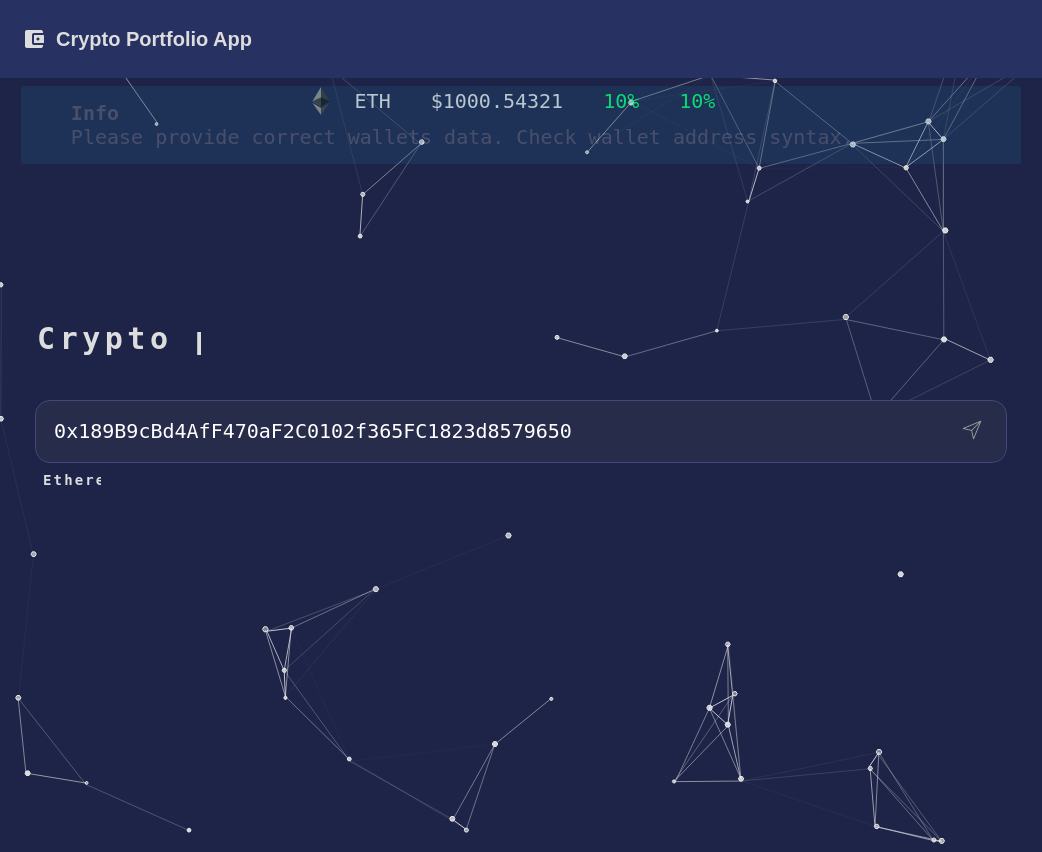 Crypto Portfolio App
ETH $1000.54321 10% 10%
Info
Please provide correct wallets data. Check wallet address syntax.
Crypto |
0x189B9cBd4AfF470aF2C0102f365FC1823d8579650
Ethere